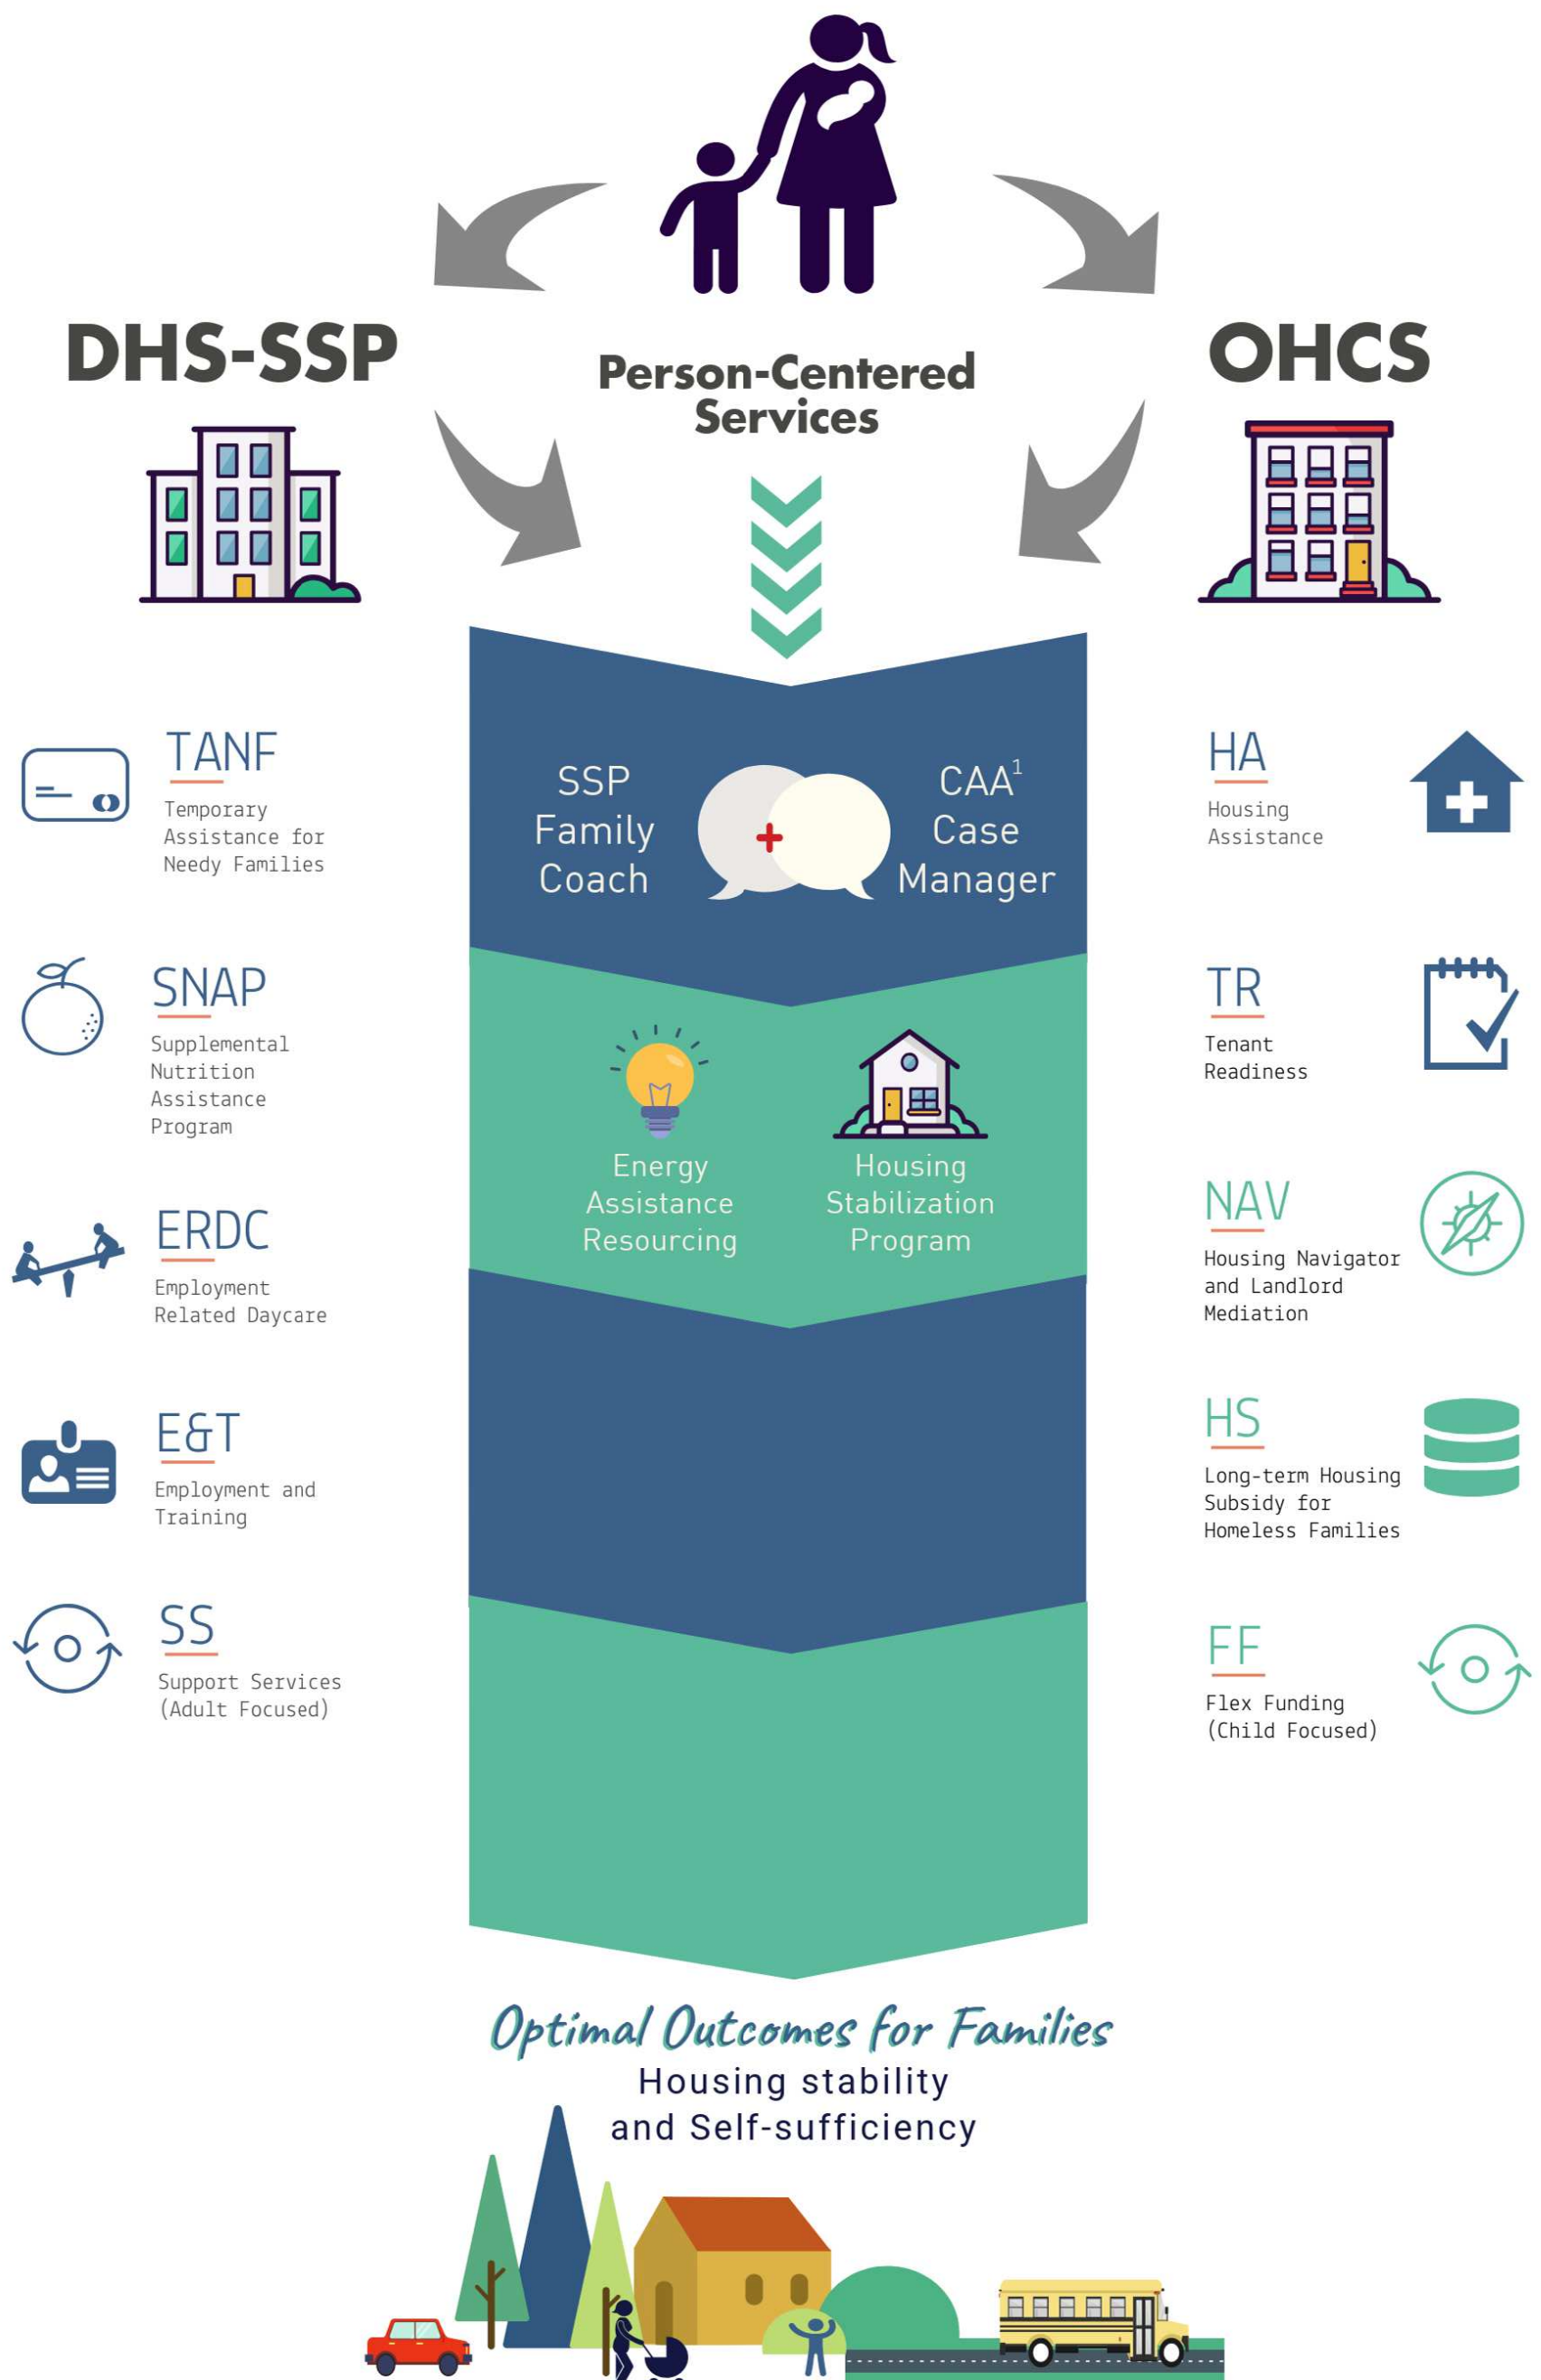 DHS-SSP
Person-Centered
Services
OHCS
TANF
Temporary
Assistance for
Needy Families
SNAP
Supplemental
Nutrition
Assistance
Program
ERDC
Employment
Related Daycare
E&T
Employment and
Training
SS
Support Services
(Adult Focused)
SSP
Family
Coach
CAA¹
Case
Manager
Energy
Assistance
Resourcing
Housing
Stabilization
Program
HA
Housing
Assistance
TR
Tenant
Readiness
NAV
Housing Navigator
and Landlord
Mediation
HS
Long-term Housing
Subsidy for
Homeless Families
FF
Flex Funding
(Child Focused)
Optimal Outcomes for Families
Housing stability
and Self-sufficiency